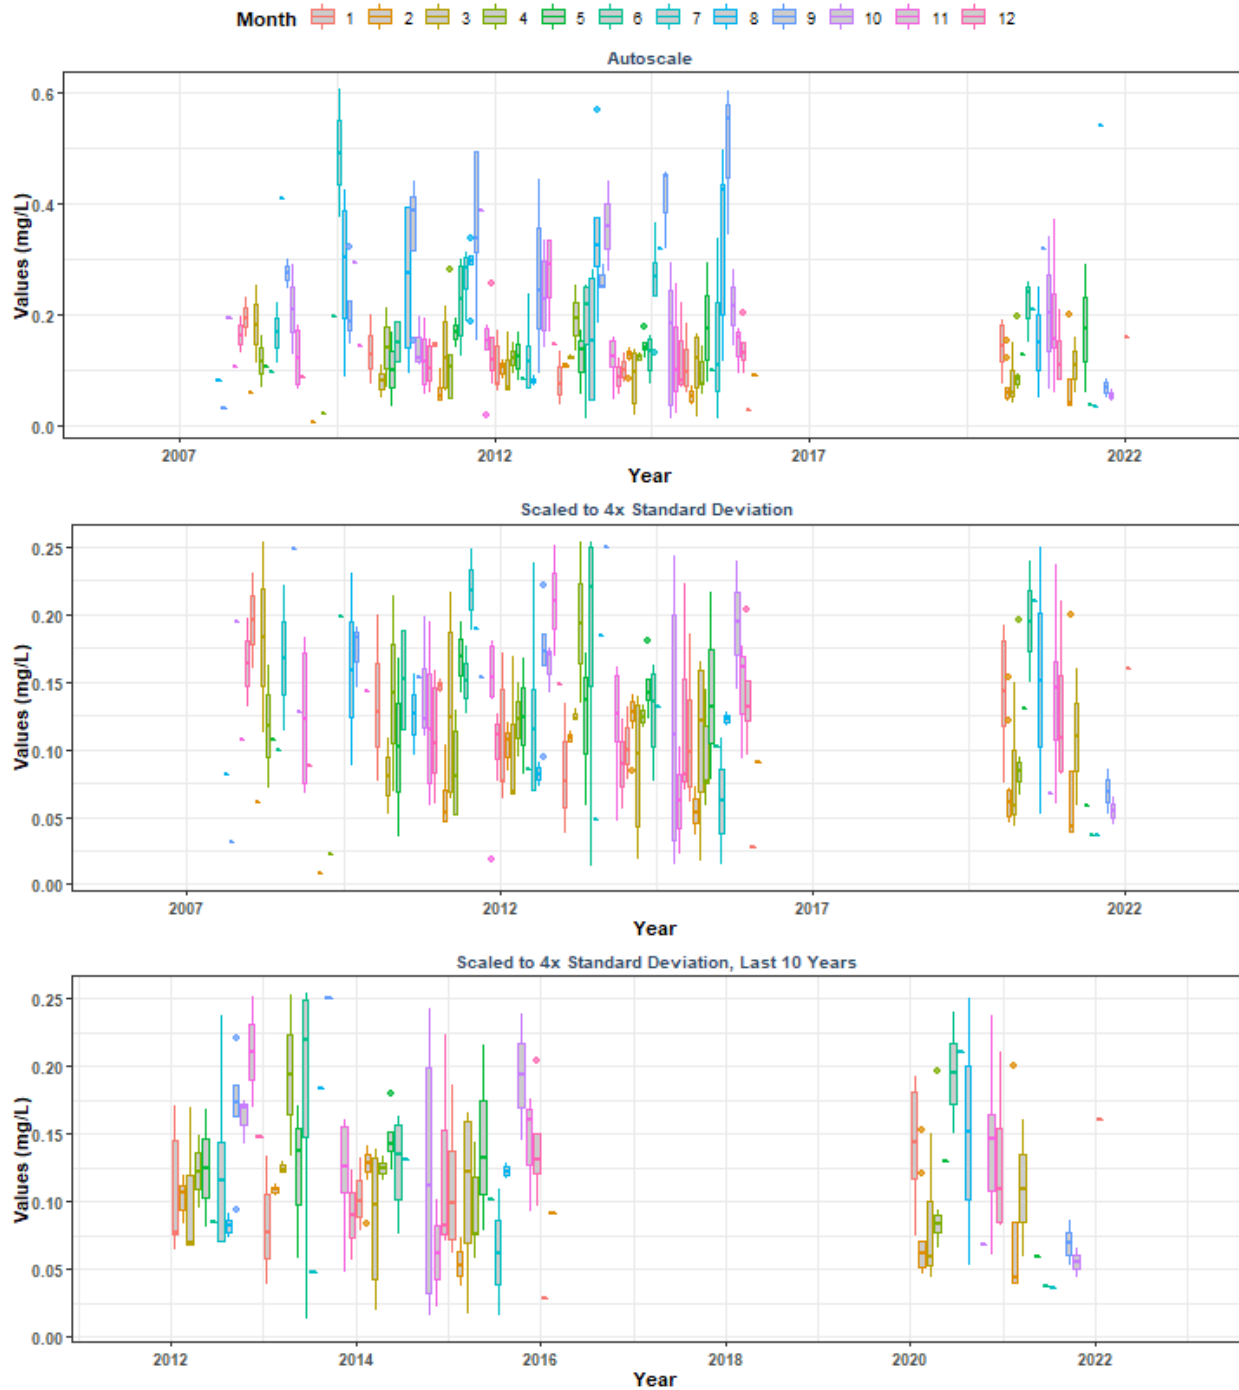 Month 1 2 3 4 5 6 7 8 9 10 11 12
Autoscale
Values (mg/L)
0.6
0.4
0.2
0.0
2007 2012 2017 2022
Year
Scaled to 4x Standard Deviation
Values (mg/L)
0.25
0.20
0.15
0.10
0.05
0.00
2007 2012 2017 2022
Year
Scaled to 4x Standard Deviation, Last 10 Years
Values (mg/L)
0.25
0.20
0.15
0.10
0.05
0.00
2012 2014 2016 2018 2020 2022
Year